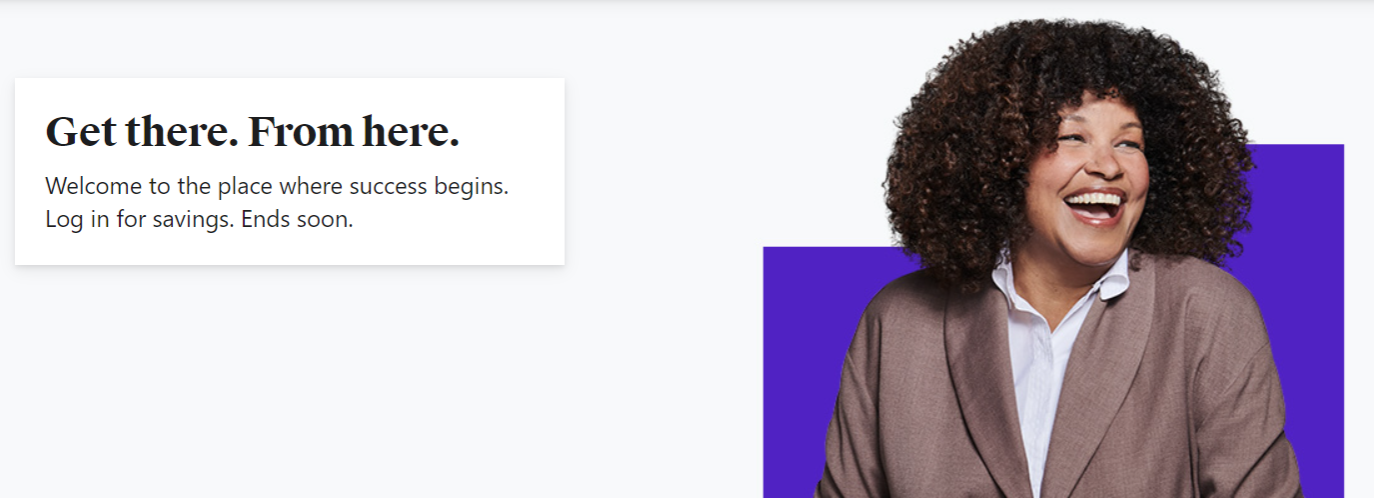 Get there. From here.
Welcome to the place where success begins.
Log in for savings. Ends soon.